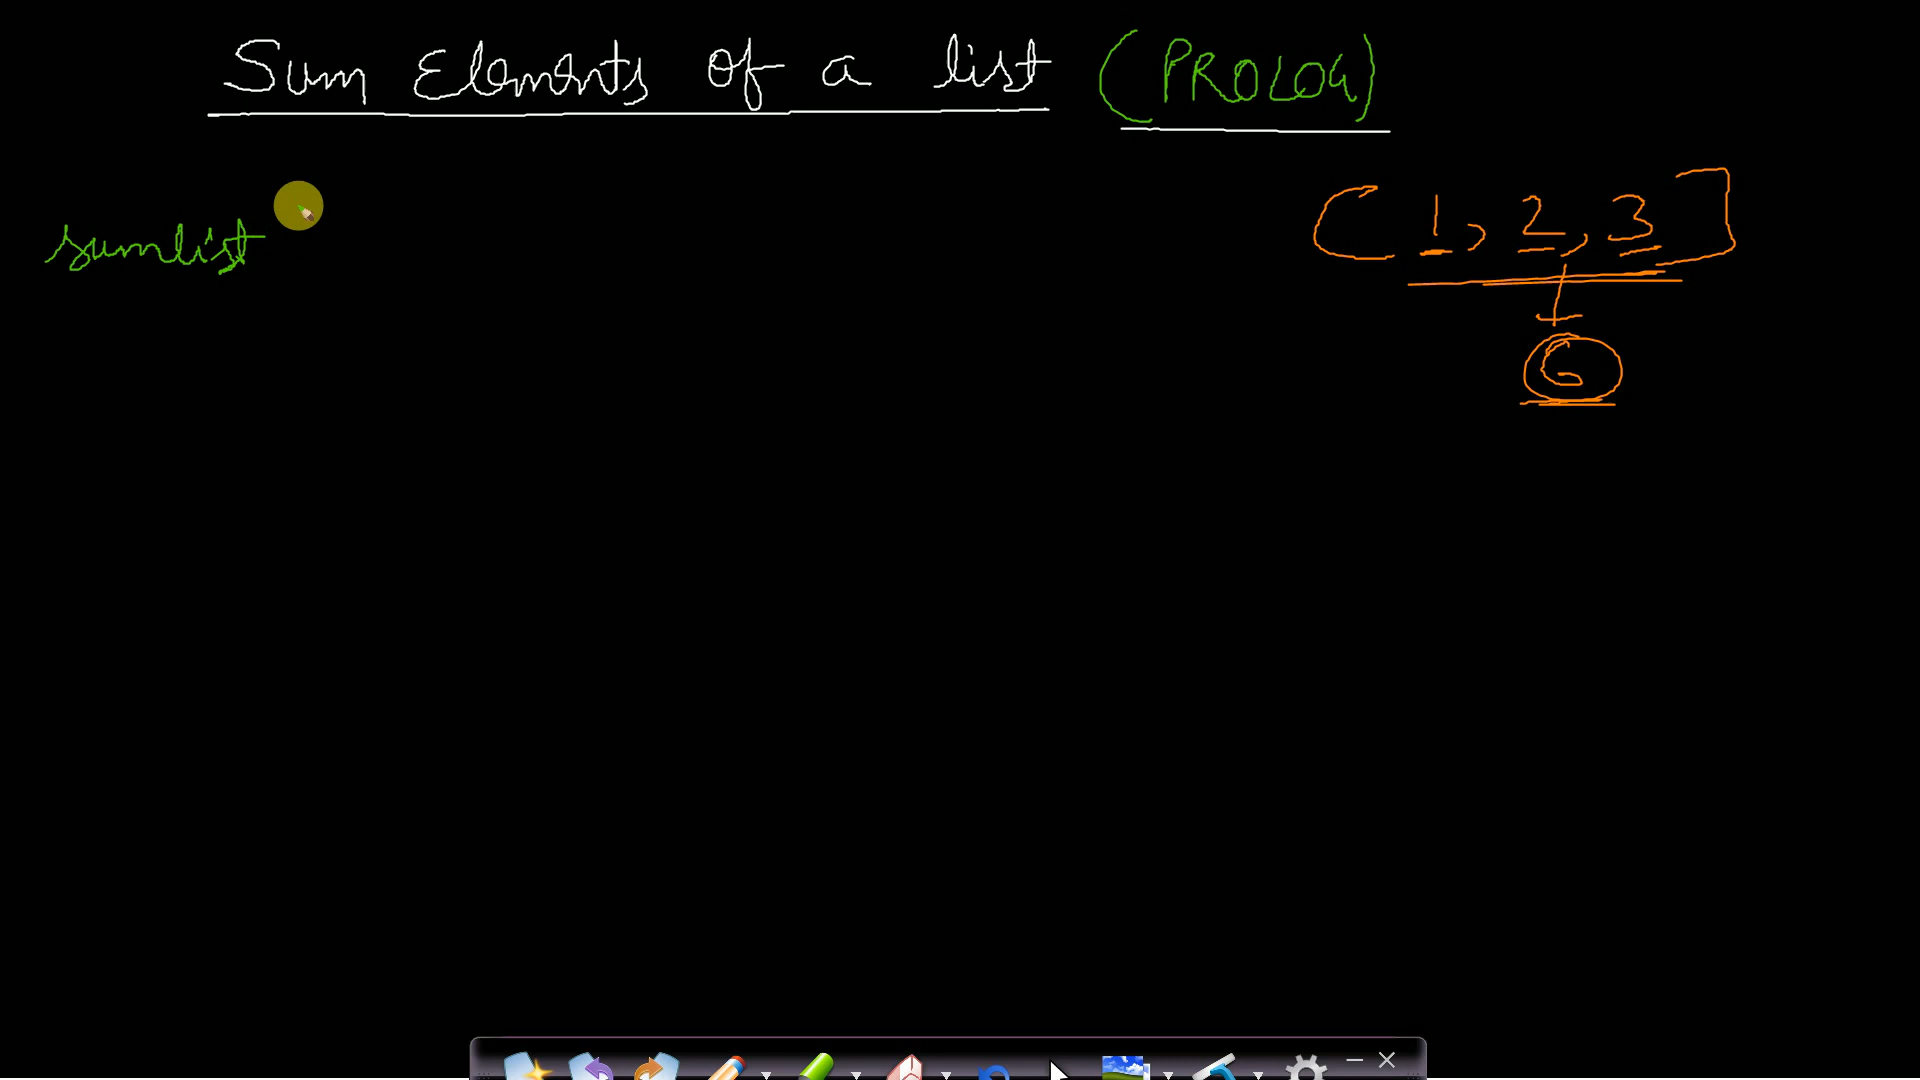 Sum Elements Of a list (PROLOG)
sumlist
[1, 2, 3]
6